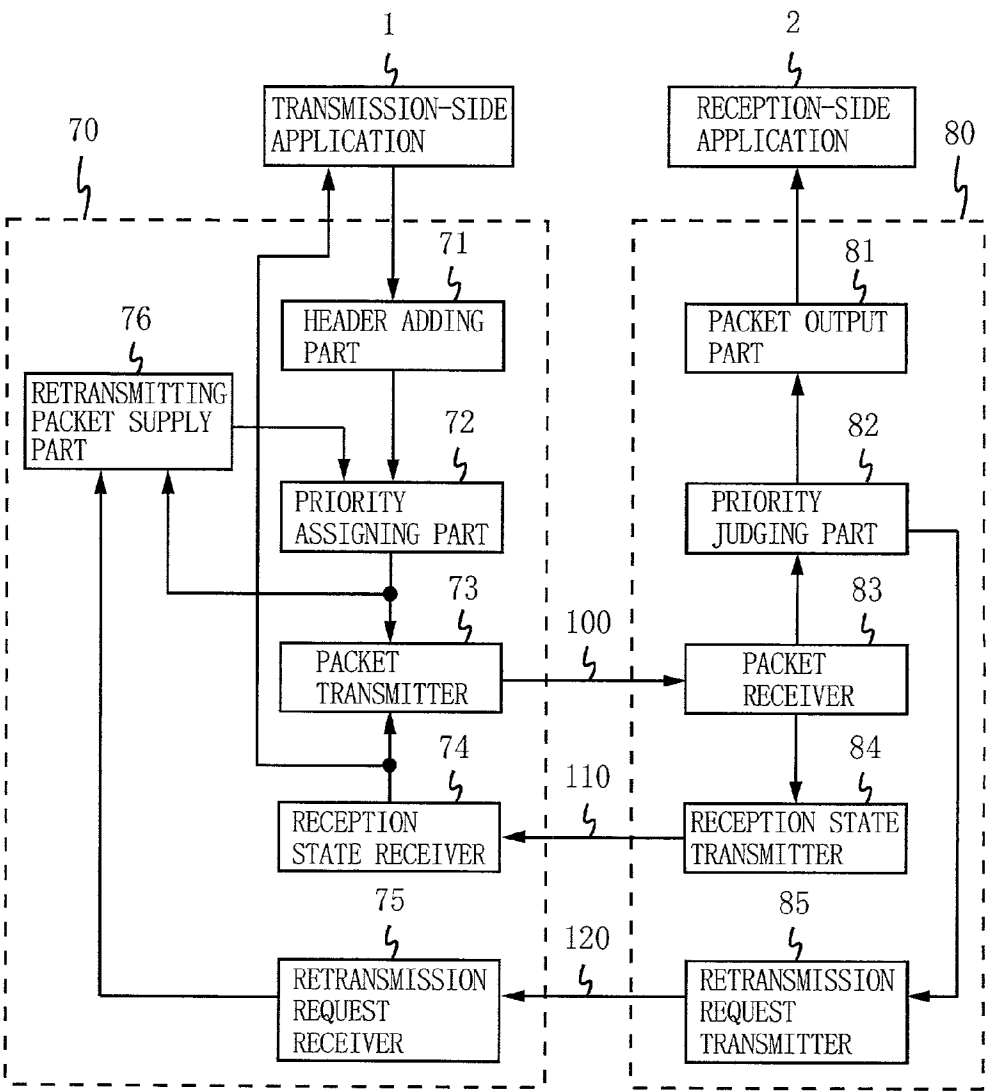 1
2
TRANSMISSION-SIDE
APPLICATION
RECEPTION-SIDE
APPLICATION
70
80
71
81
HEADER ADDING
PART
PACKET OUTPUT
PART
76
RETRANSMITTING
PACKET SUPPLY
PART
72
82
PRIORITY
ASSIGNING PART
PRIORITY
JUDGING PART
73
100
83
PACKET
TRANSMITTER
PACKET
RECEIVER
74
110
84
RECEPTION
STATE RECEIVER
RECEPTION STATE
TRANSMITTER
75
120
85
RETRANSMISSION
REQUEST
RECEIVER
RETRANSMISSION
REQUEST
TRANSMITTER